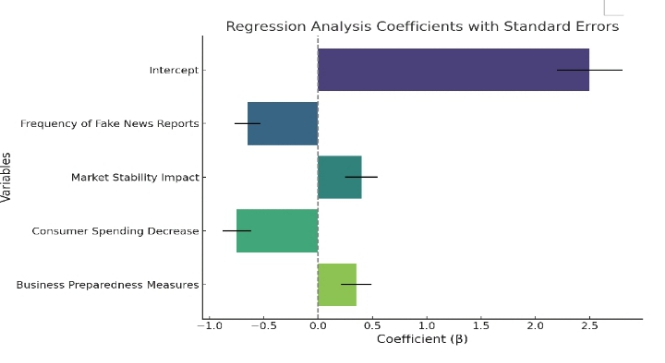 Regression Analysis Coefficients with Standard Errors
Intercept
Frequency of Fake News Reports
Market Stability Impact
Consumer Spending Decrease
Business Preparedness Measures
Variables
−1.0 −0.5 0.0 0.5 1.0 1.5 2.0 2.5
Coefficient (β)